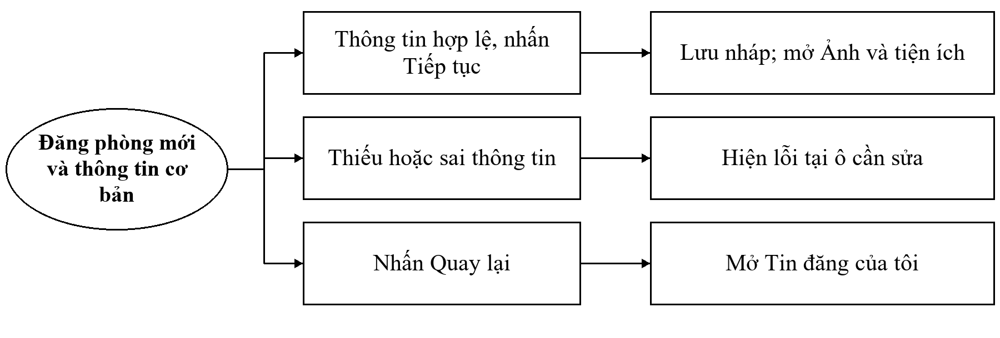 Đăng phòng mới
và thông tin cơ
bản
Thông tin hợp lệ, nhấn
Tiếp tục
Lưu nháp; mở Ảnh và tiện ích
Thiếu hoặc sai thông tin
Hiện lỗi tại ô cần sửa
Nhấn Quay lại
Mở Tin đăng của tôi